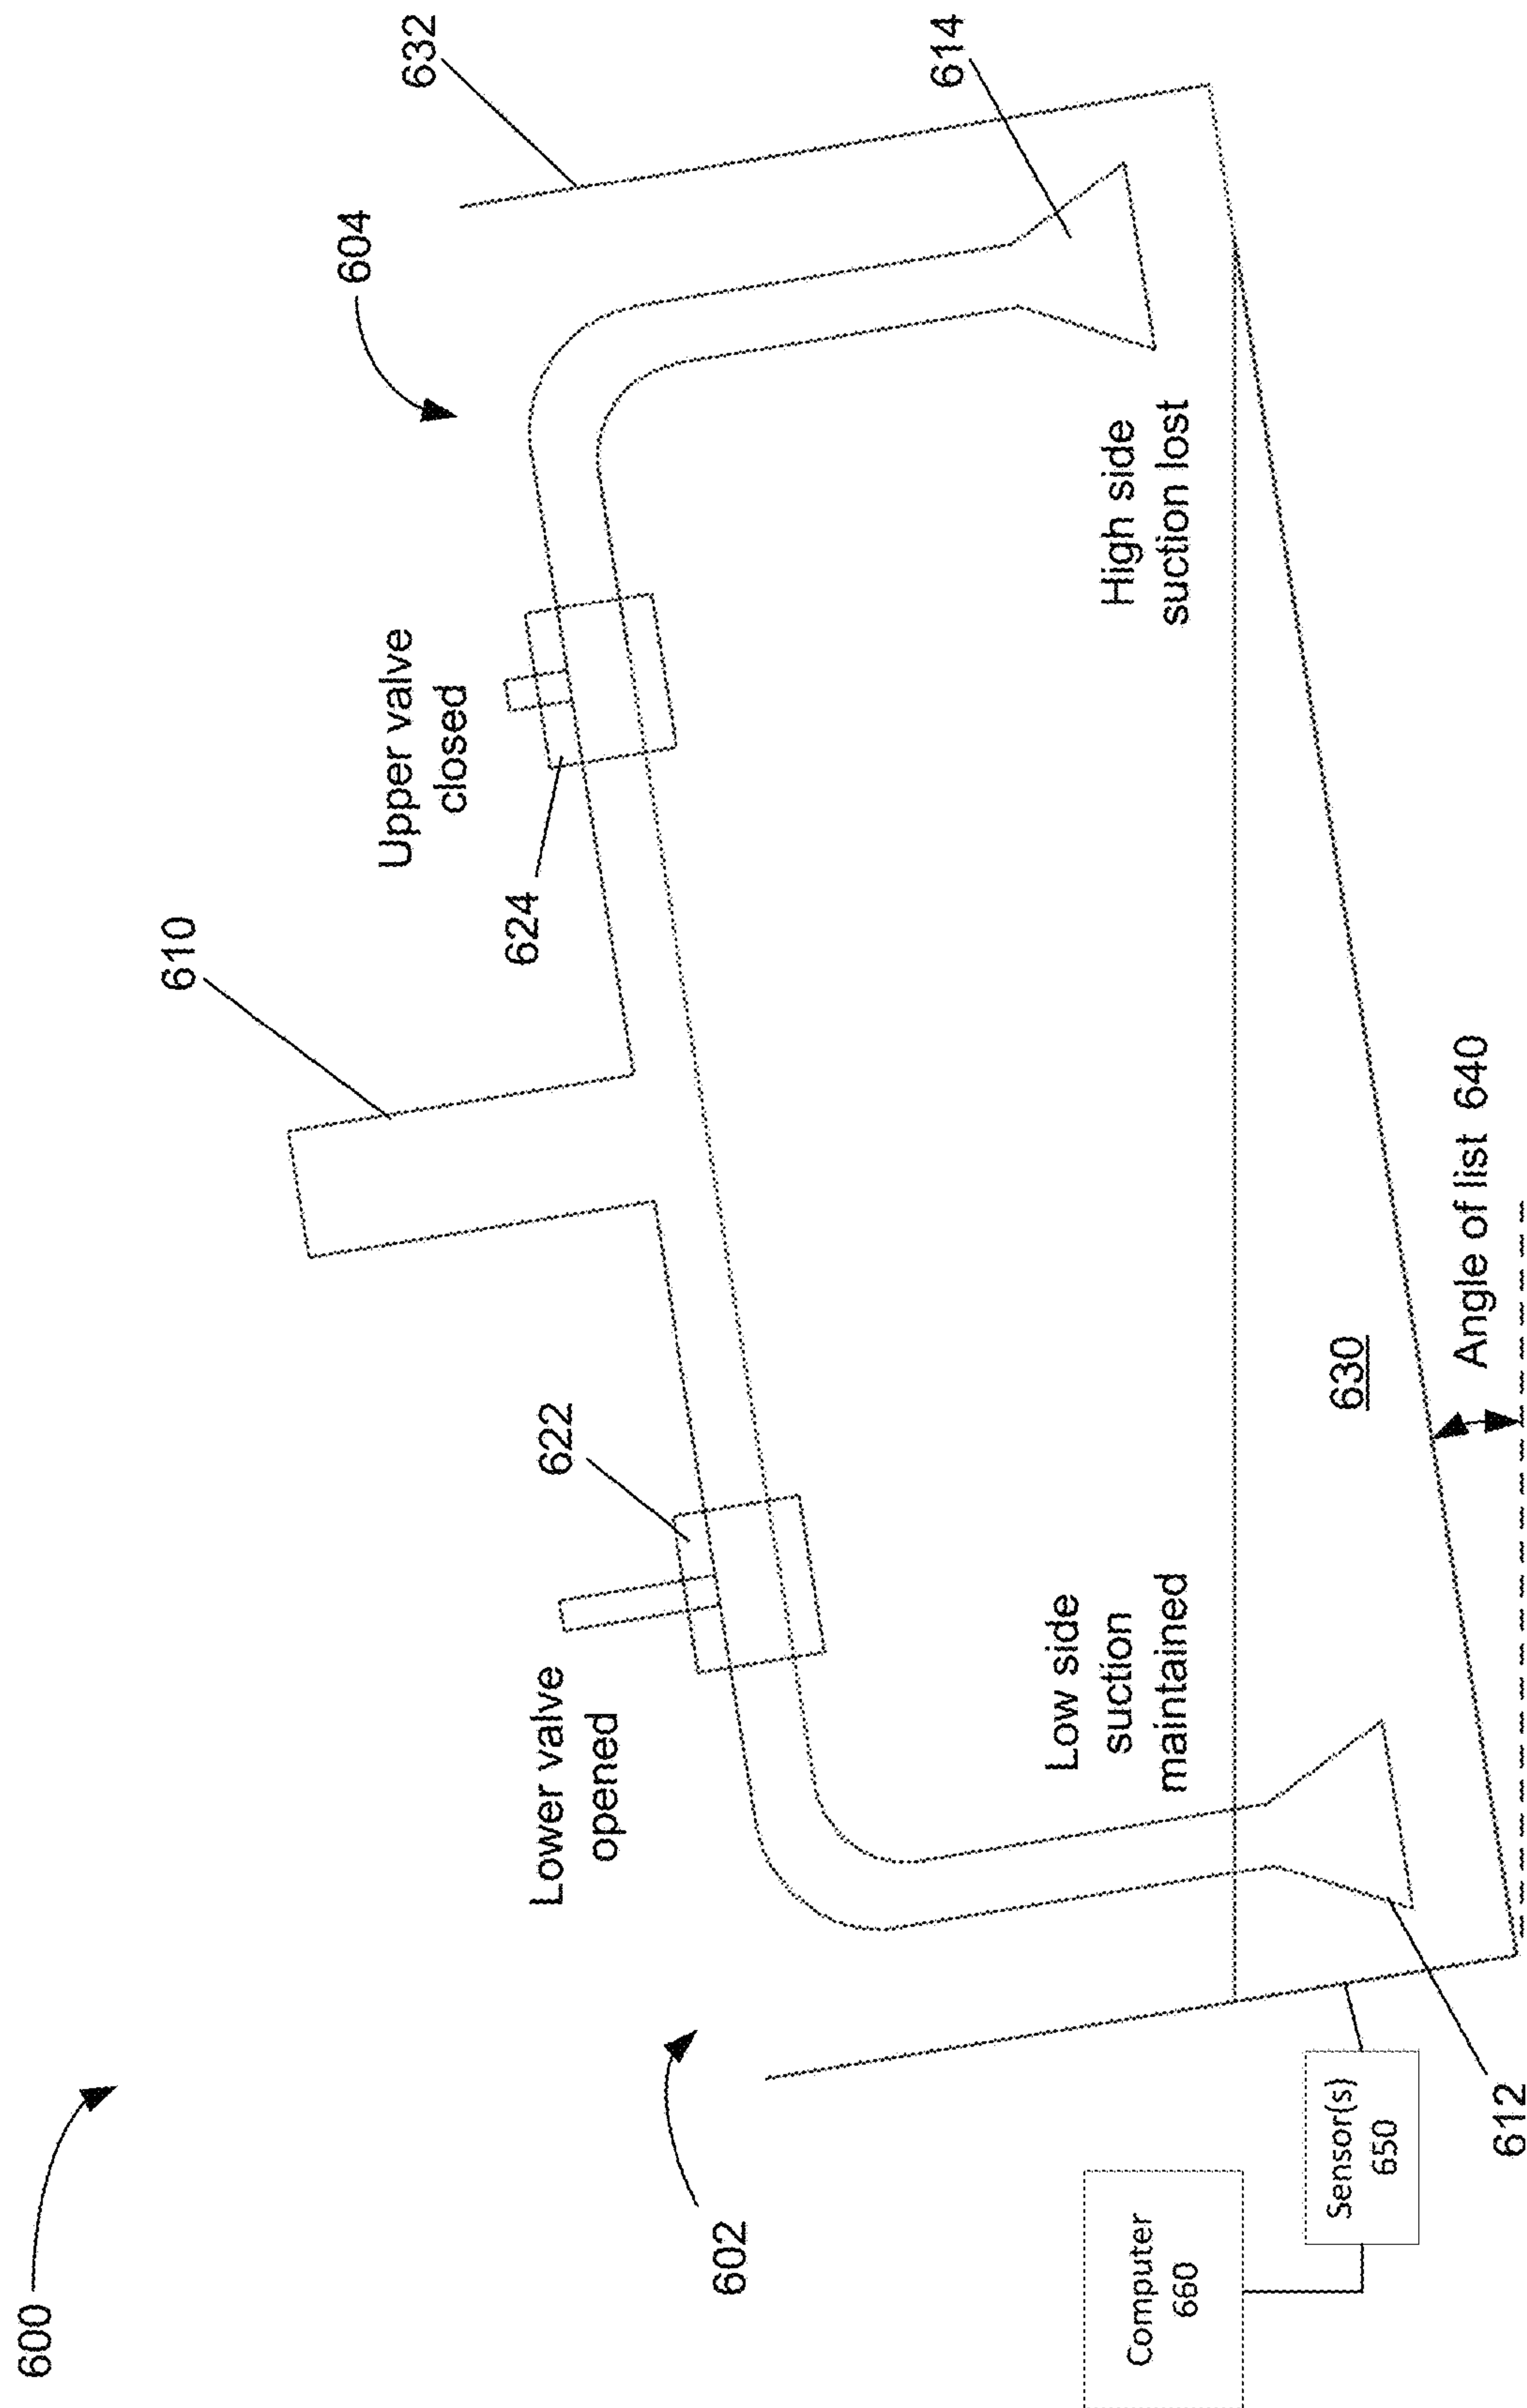 600
602
604
610
632
614
Upper valve
closed
624
622
Lower valve
opened
High side
suction lost
Low side
suction
maintained
630
Angle of list 640
Computer
660
Sensor(s)
650
612